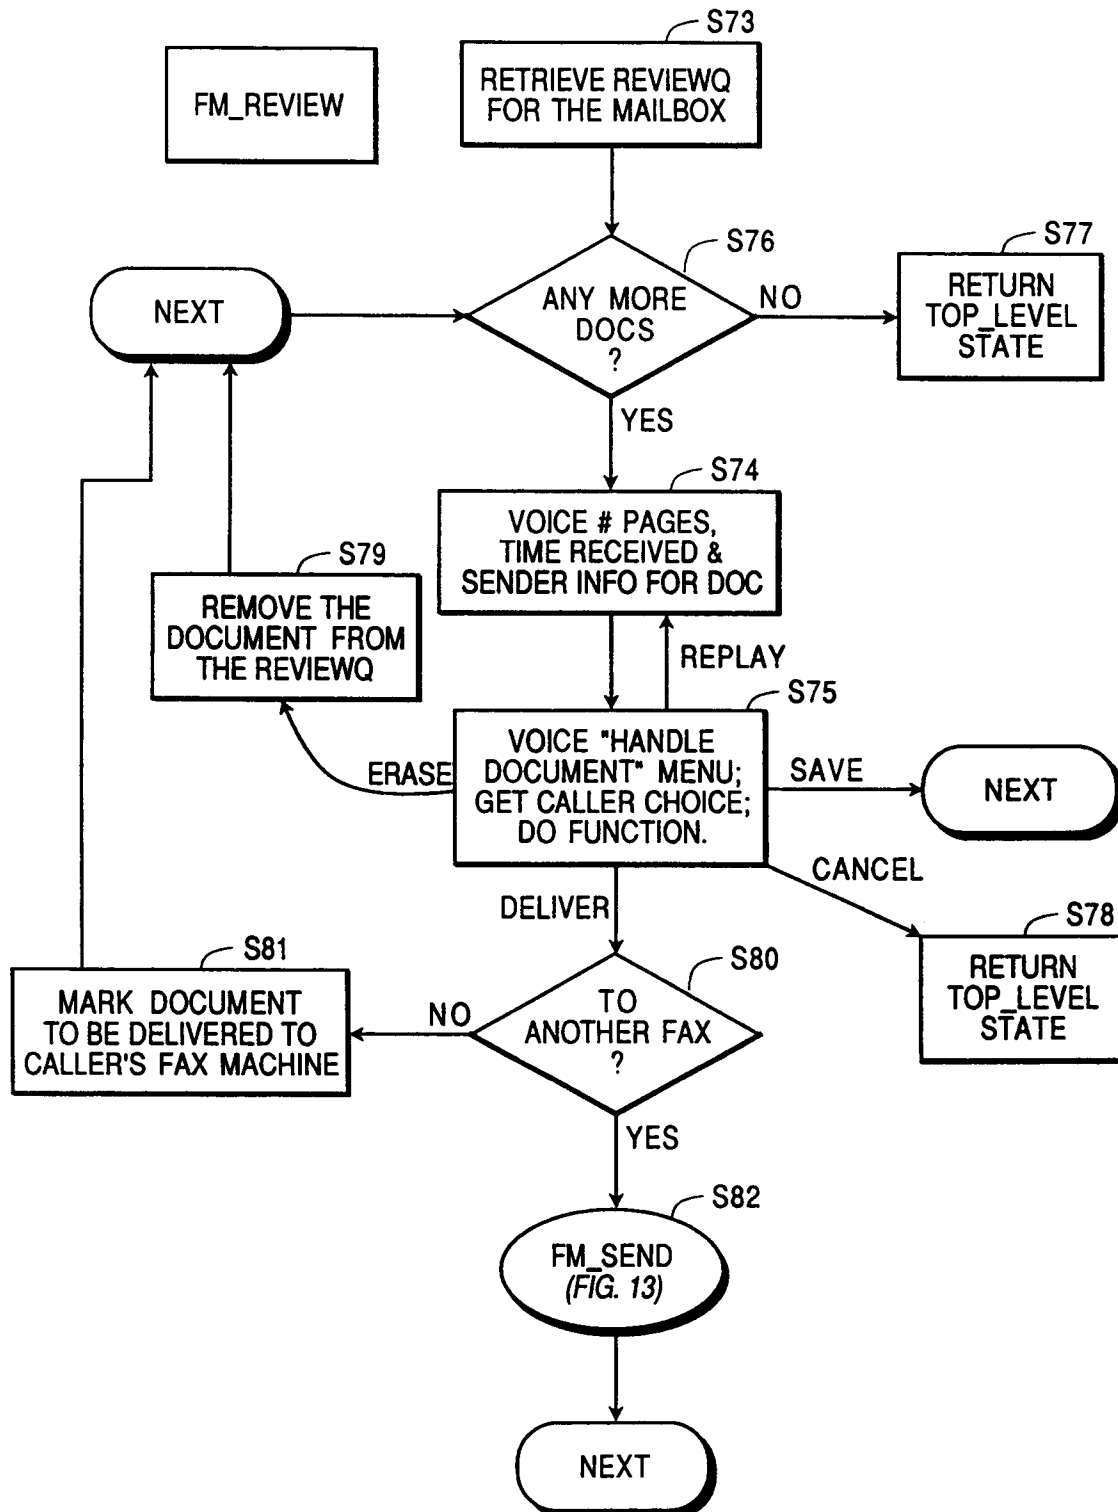 S73
FM_REVIEW
RETRIEVE REVIEWQ
FOR THE MAILBOX
S76
S77
NEXT
ANY MORE
DOCS
?
NO
RETURN
TOP_LEVEL
STATE
YES
S74
VOICE # PAGES,
TIME RECEIVED &
SENDER INFO FOR DOC
S79
REMOVE THE
DOCUMENT FROM
THE REVIEWQ
REPLAY
S75
ERASE
VOICE "HANDLE
DOCUMENT" MENU;
GET CALLER CHOICE;
DO FUNCTION.
SAVE
NEXT
CANCEL
DELIVER
S78
RETURN
TOP_LEVEL
STATE
S81
MARK DOCUMENT
TO BE DELIVERED TO
CALLER'S FAX MACHINE
NO
S80
TO
ANOTHER FAX
?
YES
S82
FM_SEND
(FIG. 13)
NEXT